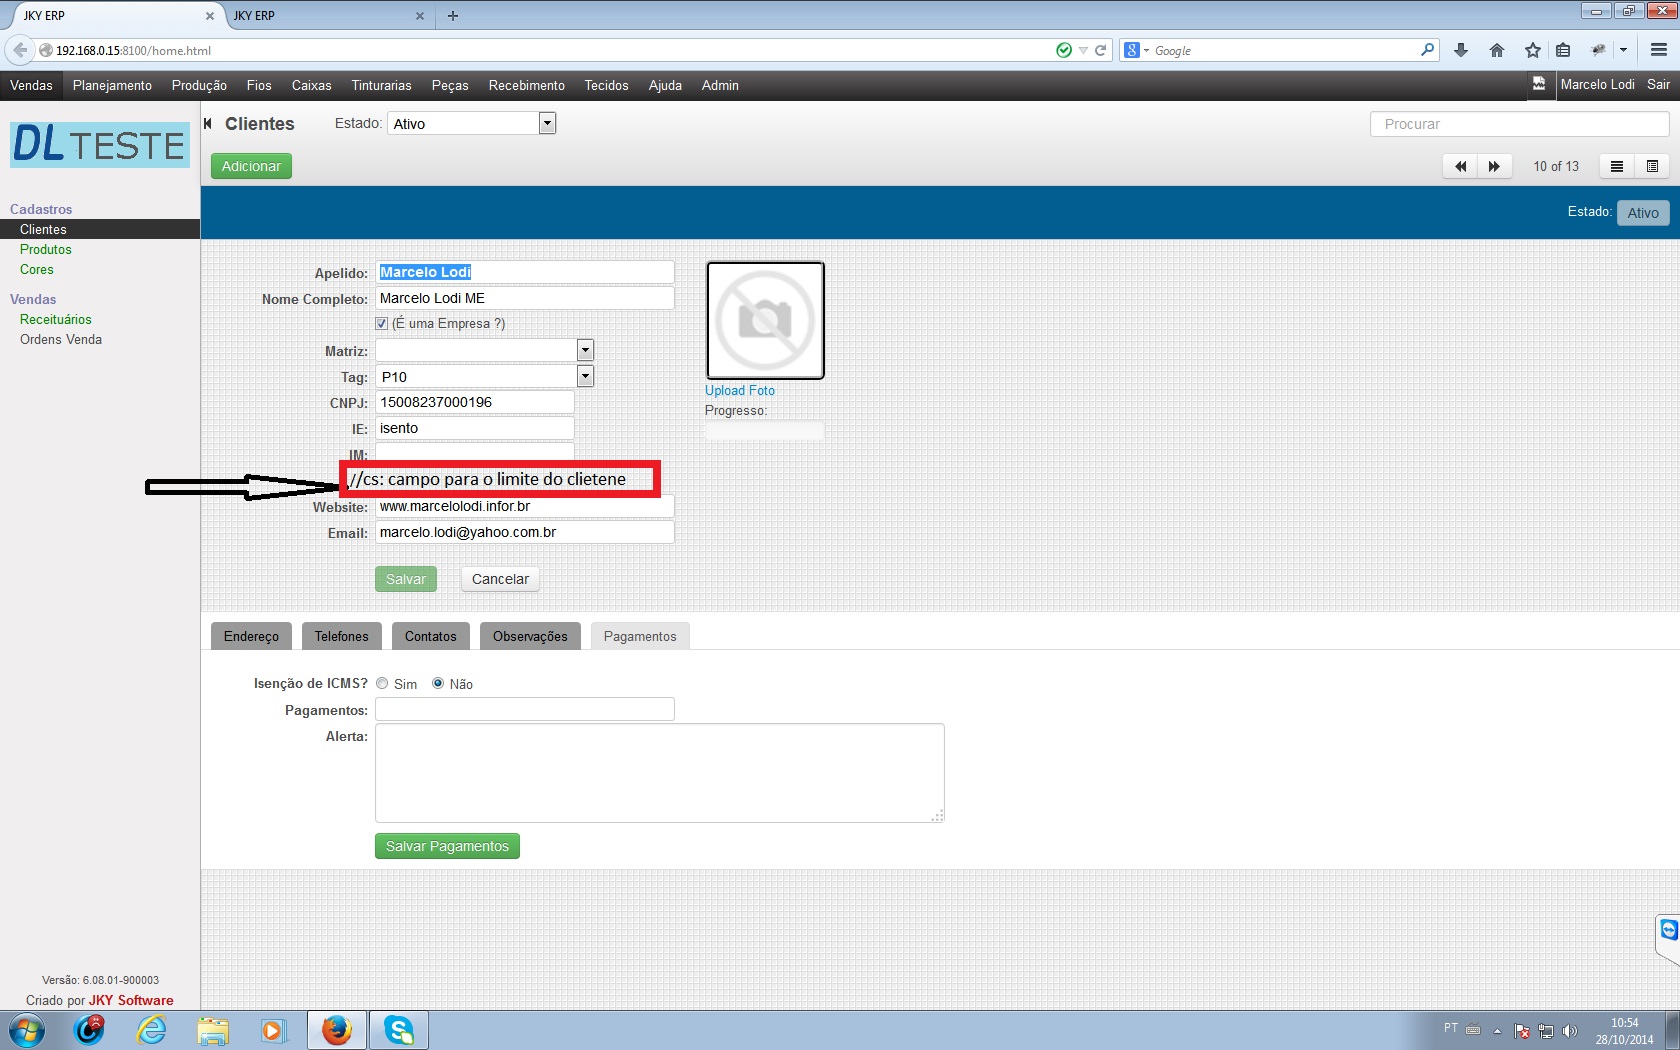 JKY ERP
JKY ERP
192.168.0.15:8100/home.html
Google
Vendas Planejamento Produção Fios Caixas Tinturarias Peças Recebimento Tecidos Ajuda Admin
Marcelo Lodi Sair
DL TESTE
Clientes
Estado: Ativo
Procurar
Adicionar
10 of 13
Cadastros
Clientes
Produtos
Cores
Vendas
Receituários
Ordens Venda
Estado: Ativo
Apelido: Marcelo Lodi
Nome Completo: Marcelo Lodi ME
(É uma Empresa ?)
Matriz:
Tag: P10
CNPJ: 15008237000196
IE: isento
IM:
//cs: campo para o limite do clietene
Website: www.marcelolodi.infor.br
Email: marcelo.lodi@yahoo.com.br
Upload Foto
Progresso:
Salvar Cancelar
Endereço Telefones Contatos Observações Pagamentos
Isenção de ICMS? Sim Não
Pagamentos:
Alerta:
Salvar Pagamentos
Versão: 6.08.01-900003
Criado por JKY Software
PT
10:54
28/10/2014